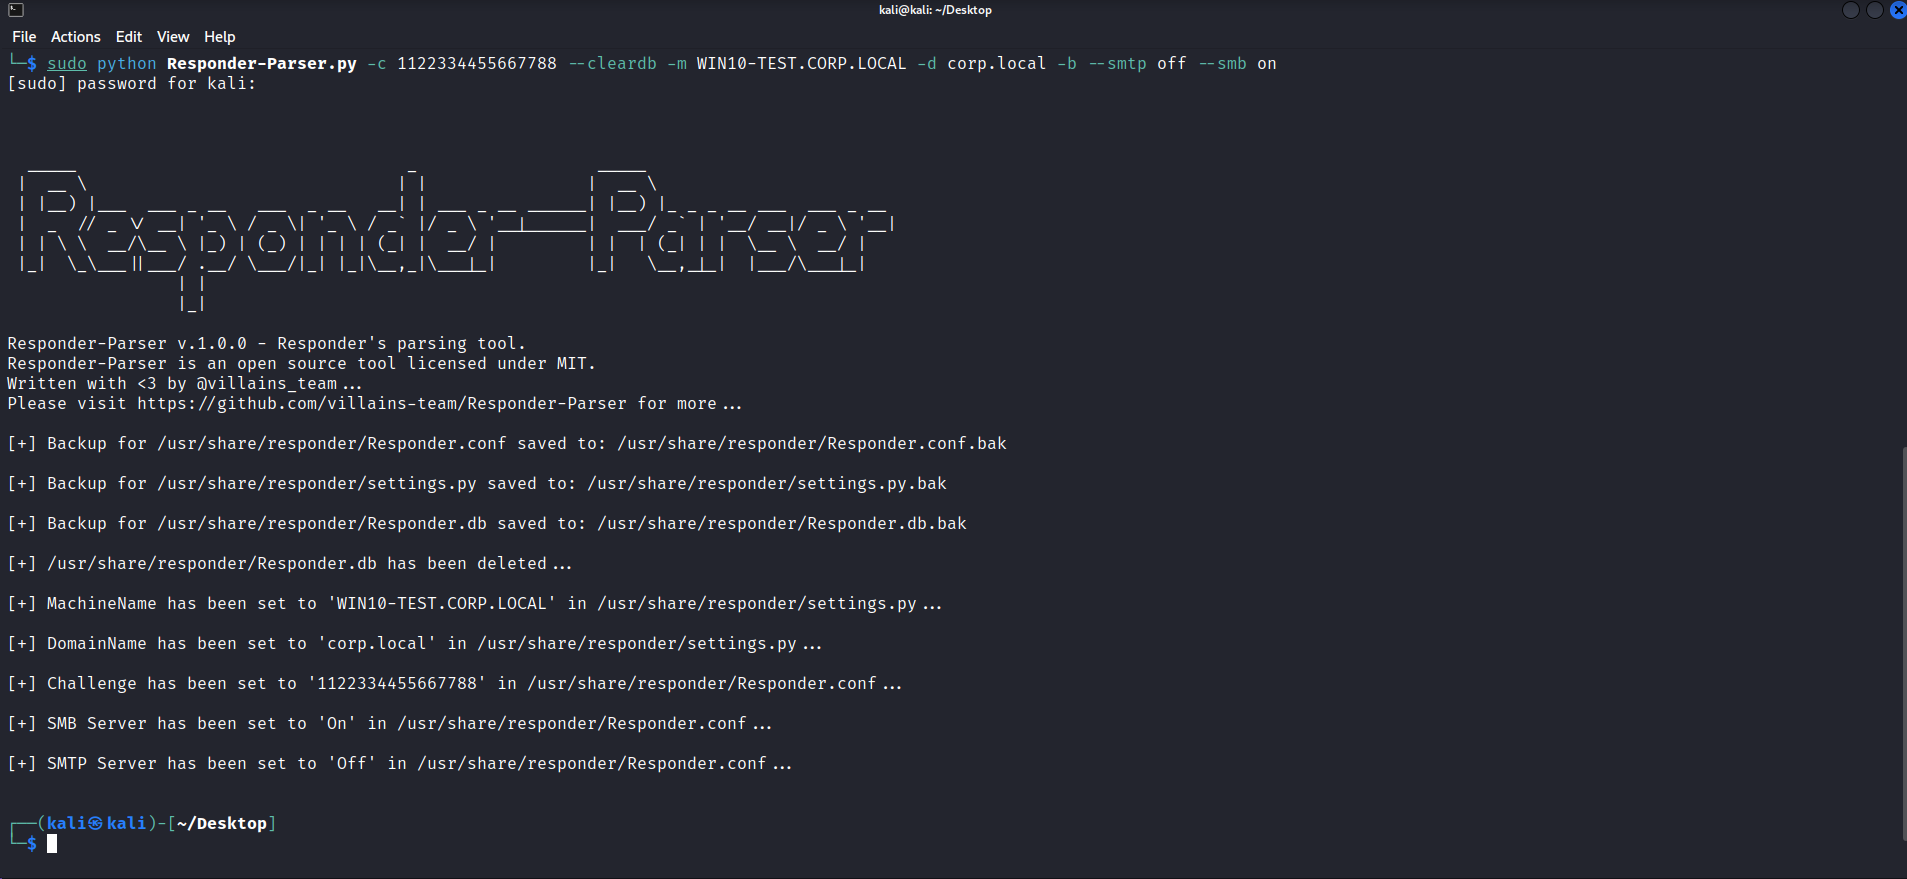 kali@kali: ~/Desktop
File Actions Edit View Help
└─$ sudo python Responder-Parser.py -c 1122334455667788 --cleardb -m WIN10-TEST.CORP.LOCAL -d corp.local -b --smtp off --smb on
[sudo] password for kali:
Responder-Parser
Responder-Parser v.1.0.0 - Responder's parsing tool.
Responder-Parser is an open source tool licensed under MIT.
Written with <3 by @villains_team...
Please visit https://github.com/villains-team/Responder-Parser for more...
[+] Backup for /usr/share/responder/Responder.conf saved to: /usr/share/responder/Responder.conf.bak
[+] Backup for /usr/share/responder/settings.py saved to: /usr/share/responder/settings.py.bak
[+] Backup for /usr/share/responder/Responder.db saved to: /usr/share/responder/Responder.db.bak
[+] /usr/share/responder/Responder.db has been deleted...
[+] MachineName has been set to 'WIN10-TEST.CORP.LOCAL' in /usr/share/responder/settings.py...
[+] DomainName has been set to 'corp.local' in /usr/share/responder/settings.py...
[+] Challenge has been set to '1122334455667788' in /usr/share/responder/Responder.conf...
[+] SMB Server has been set to 'On' in /usr/share/responder/Responder.conf...
[+] SMTP Server has been set to 'Off' in /usr/share/responder/Responder.conf...
┌──(kali㉿kali)-[~/Desktop]
└─$